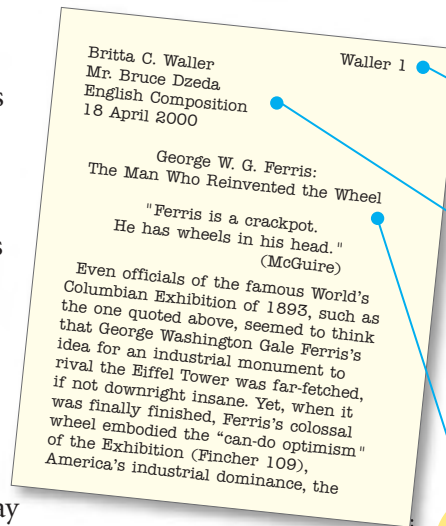 Britta C. Waller
Waller 1
Mr. Bruce Dzeda
English Composition
18 April 2000
George W. G. Ferris:
The Man Who Reinvented the Wheel
"Ferris is a crackpot.
He has wheels in his head."
(McGuire)
Even officials of the famous World's
Columbian Exhibition of 1893, such as
the one quoted above, seemed to think
that George Washington Gale Ferris's
idea for an industrial monument to
rival the Eiffel Tower was far-fetched,
if not downright insane. Yet, when it
was finally finished, Ferris's colossal
wheel embodied the “can-do optimism"
of the Exhibition (Fincher 109),
America's industrial dominance, the